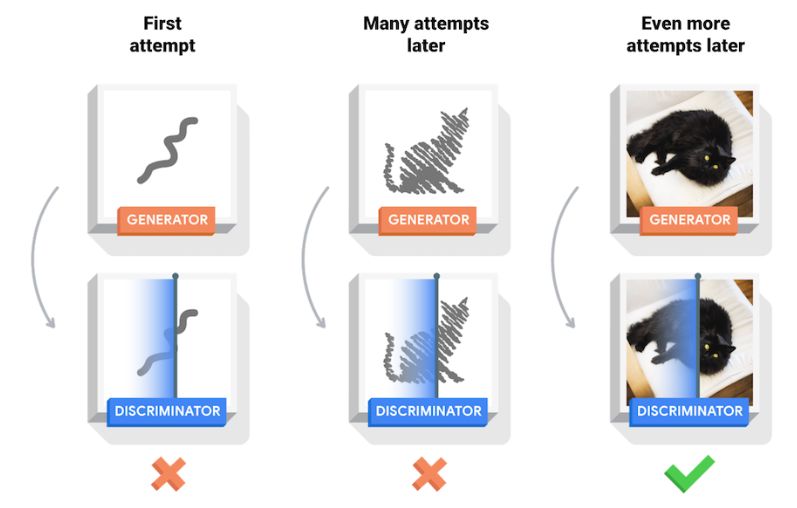 First
attempt
Many attempts
later
Even more
attempts later
GENERATOR
GENERATOR
GENERATOR
DISCRIMINATOR
DISCRIMINATOR
DISCRIMINATOR